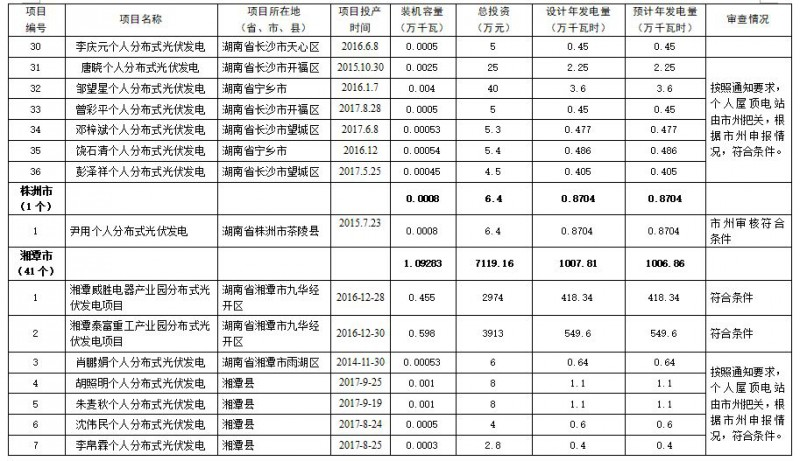 项目编号 项目名称 项目所在地（省、市、县） 项目投产时间 装机容量（万千瓦） 总投资（万元） 设计年发电量（万千瓦时） 预计年发电量（万千瓦时） 审查情况
30 李庆元个人分布式光伏发电 湖南省长沙市天心区 2016.6.8 0.0005 5 0.45 0.45
31 唐晓个人分布式光伏发电 湖南省长沙市开福区 2015.10.30 0.0025 25 2.25 2.25
32 邹望星个人分布式光伏发电 湖南省宁乡市 2016.1.7 0.004 40 3.6 3.6
33 曾彩平个人分布式光伏发电 湖南省长沙市开福区 2017.8.28 0.0005 5 0.45 0.45
34 邓梓斌个人分布式光伏发电 湖南省长沙市望城区 2017.6.8 0.00053 5.3 0.477 0.477
35 饶石清个人分布式光伏发电 湖南省宁乡市 2016.12 0.00054 5.4 0.486 0.486
36 彭泽祥个人分布式光伏发电 湖南省长沙市望城区 2017.5.25 0.00045 4.5 0.405 0.405
按照通知要求，
个人屋顶电站
由市州把关，根
据市州申报情
况，符合条件。
株洲市（1 个） 0.0008 6.4 0.8704 0.8704
1 尹用个人分布式光伏发电 湖南省株洲市茶陵县 2015.7.23 0.0008 6.4 0.8704 0.8704 市州审核符合条件
湘潭市（41 个） 1.09283 7119.16 1007.81 1006.86
1 湘潭威胜电器产业园分布式光伏发电项目 湖南省湘潭市九华经开区 2016-12-28 0.455 2974 418.34 418.34 符合条件
2 湘潭泰富重工产业园分布式光伏发电项目 湖南省湘潭市九华经开区 2016-12-30 0.598 3913 549.6 549.6 符合条件
3 肖鹏娟个人分布式光伏发电 湖南省湘潭市雨湖区 2014-11-30 0.00053 6 0.64 0.64
4 胡照明个人分布式光伏发电 湘潭县 2017-9-25 0.001 8 1.1 1.1
5 朱麦秋个人分布式光伏发电 湘潭县 2017-9-19 0.001 8 1.1 1.1
6 沈伟民个人分布式光伏发电 湘潭县 2017-8-24 0.0005 4 0.6 0.6
7 李帛霖个人分布式光伏发电 湘潭县 2017-8-25 0.0003 2.8 0.4 0.4
按照通知要求，
个人屋顶电站
由市州把关，根
据市州申报情
况，符合条件。